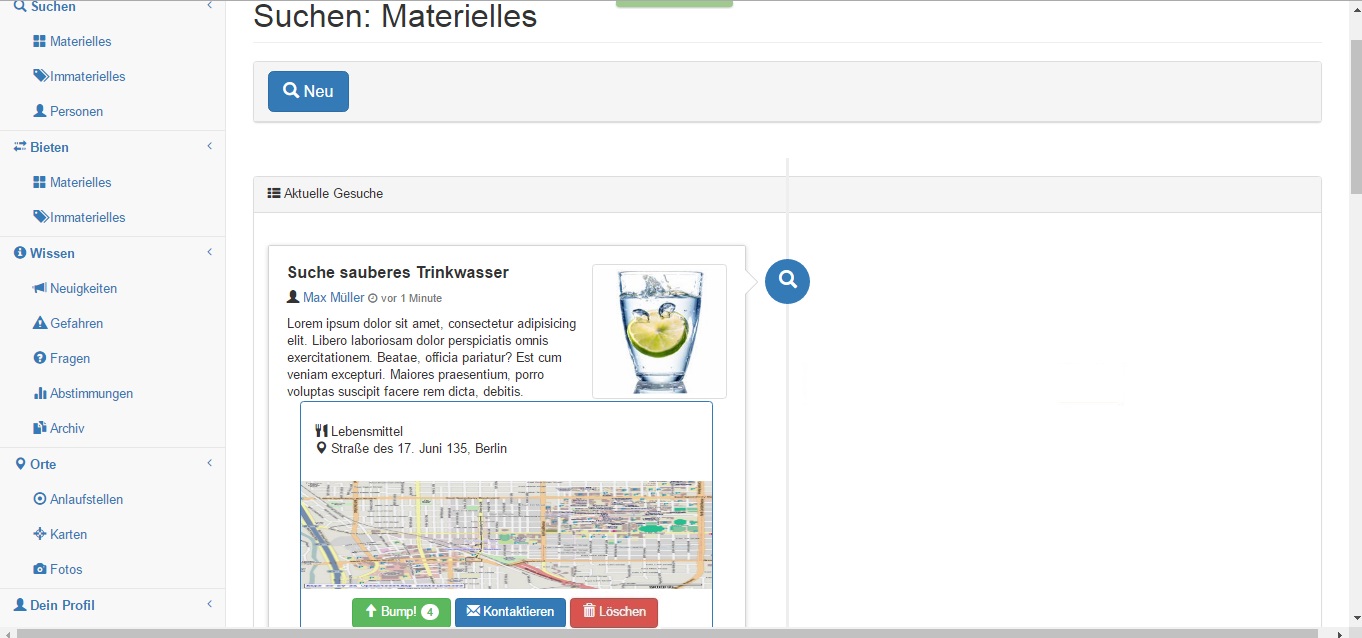 Suchen
Materielles
Immaterielles
Personen
Bieten
Materielles
Immaterielles
Wissen
Neuigkeiten
Gefahren
Fragen
Abstimmungen
Archiv
Orte
Anlaufstellen
Karten
Fotos
Dein Profil
Suchen: Materielles
Neu
Aktuelle Gesuche
Suche sauberes Trinkwasser
Max Müller vor 1 Minute
Lorem ipsum dolor sit amet, consectetur adipisicing
elit. Libero laboriosam dolor perspiciatis omnis
exercitationem. Beatae, officia pariatur? Est cum
veniam excepturi. Maiores praesentium, porro
voluptas suscipit facere rem dicta, debitis.
Lebensmittel
Straße des 17. Juni 135, Berlin
Bump! 4
Kontaktieren
Löschen